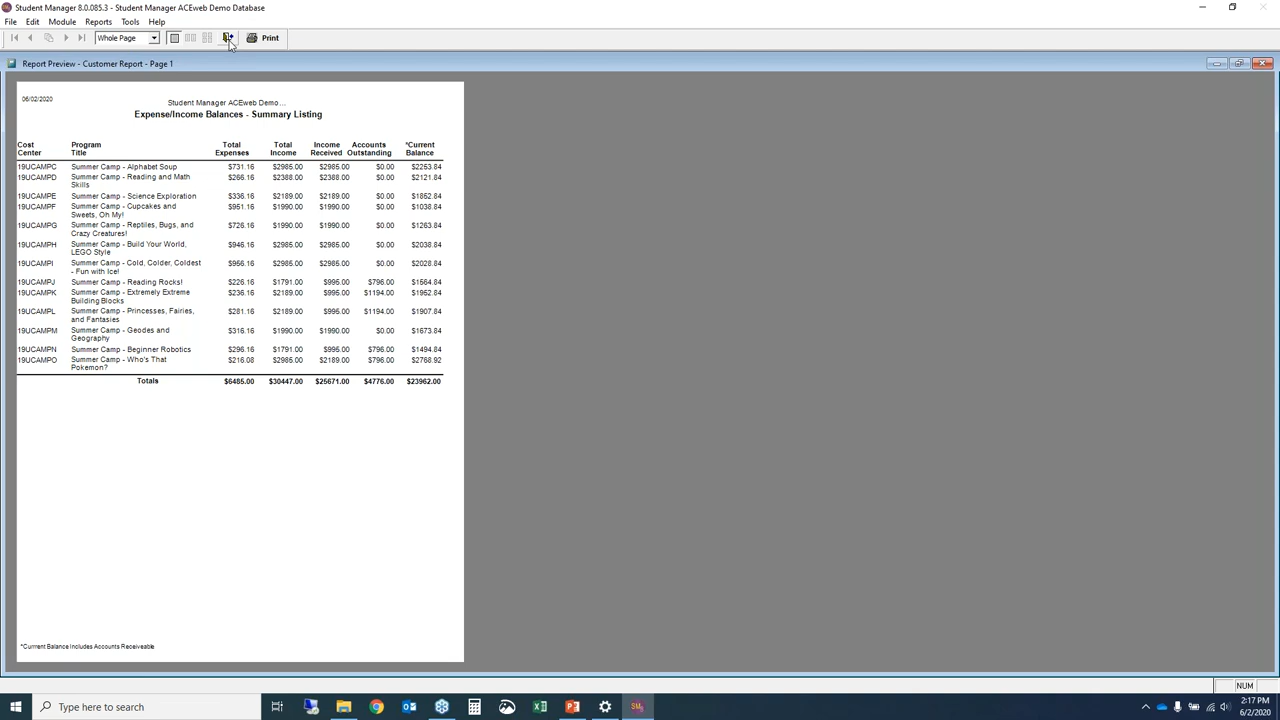 Student Manager 8.0.085.3 - Student Manager ACEweb Demo Database
File Edit Module Reports Tools Help
Whole Page Print
Report Preview - Customer Report - Page 1
06/02/2020
Student Manager ACEweb Demo...
Expense/Income Balances - Summary Listing
Cost Program Total Total Income Accounts *Current
Center Title Expenses Income Received Outstanding Balance
19UCAMPC Summer Camp - Alphabet Soup $731.16 $2985.00 $2985.00 $0.00 $2253.84
19UCAMPD Summer Camp - Reading and Math $266.16 $2388.00 $2388.00 $0.00 $2121.84
Skills
19UCAMPE Summer Camp - Science Exploration $336.16 $2189.00 $2189.00 $0.00 $1852.84
19UCAMPF Summer Camp - Cupcakes and $951.16 $1990.00 $1990.00 $0.00 $1038.84
Sweets, Oh My!
19UCAMPG Summer Camp - Reptiles, Bugs, and $726.16 $1990.00 $1990.00 $0.00 $1263.84
Crazy Creatures!
19UCAMPH Summer Camp - Build Your World, $946.16 $2985.00 $2985.00 $0.00 $2038.84
LEGO Style
19UCAMPI Summer Camp - Cold, Colder, Coldest $956.16 $2985.00 $2985.00 $0.00 $2028.84
- Fun with Ice!
19UCAMPJ Summer Camp - Reading Rocks! $226.16 $1791.00 $995.00 $796.00 $1564.84
19UCAMPK Summer Camp - Extremely Extreme $236.16 $2189.00 $995.00 $1194.00 $1952.84
Building Blocks
19UCAMPL Summer Camp - Princesses, Fairies, $281.16 $2189.00 $995.00 $1194.00 $1907.84
and Fantasies
19UCAMPM Summer Camp - Geodes and $316.16 $1990.00 $1990.00 $0.00 $1673.84
Geography
19UCAMPN Summer Camp - Beginner Robotics $296.16 $1791.00 $995.00 $796.00 $1494.84
19UCAMPO Summer Camp - Who's That $216.08 $2985.00 $2189.00 $796.00 $2768.92
Pokemon?
Totals $6485.00 $30447.00 $25671.00 $4776.00 $23962.00
*Current Balance Includes Accounts Receivable
NUM
Type here to search
2:17 PM
6/2/2020